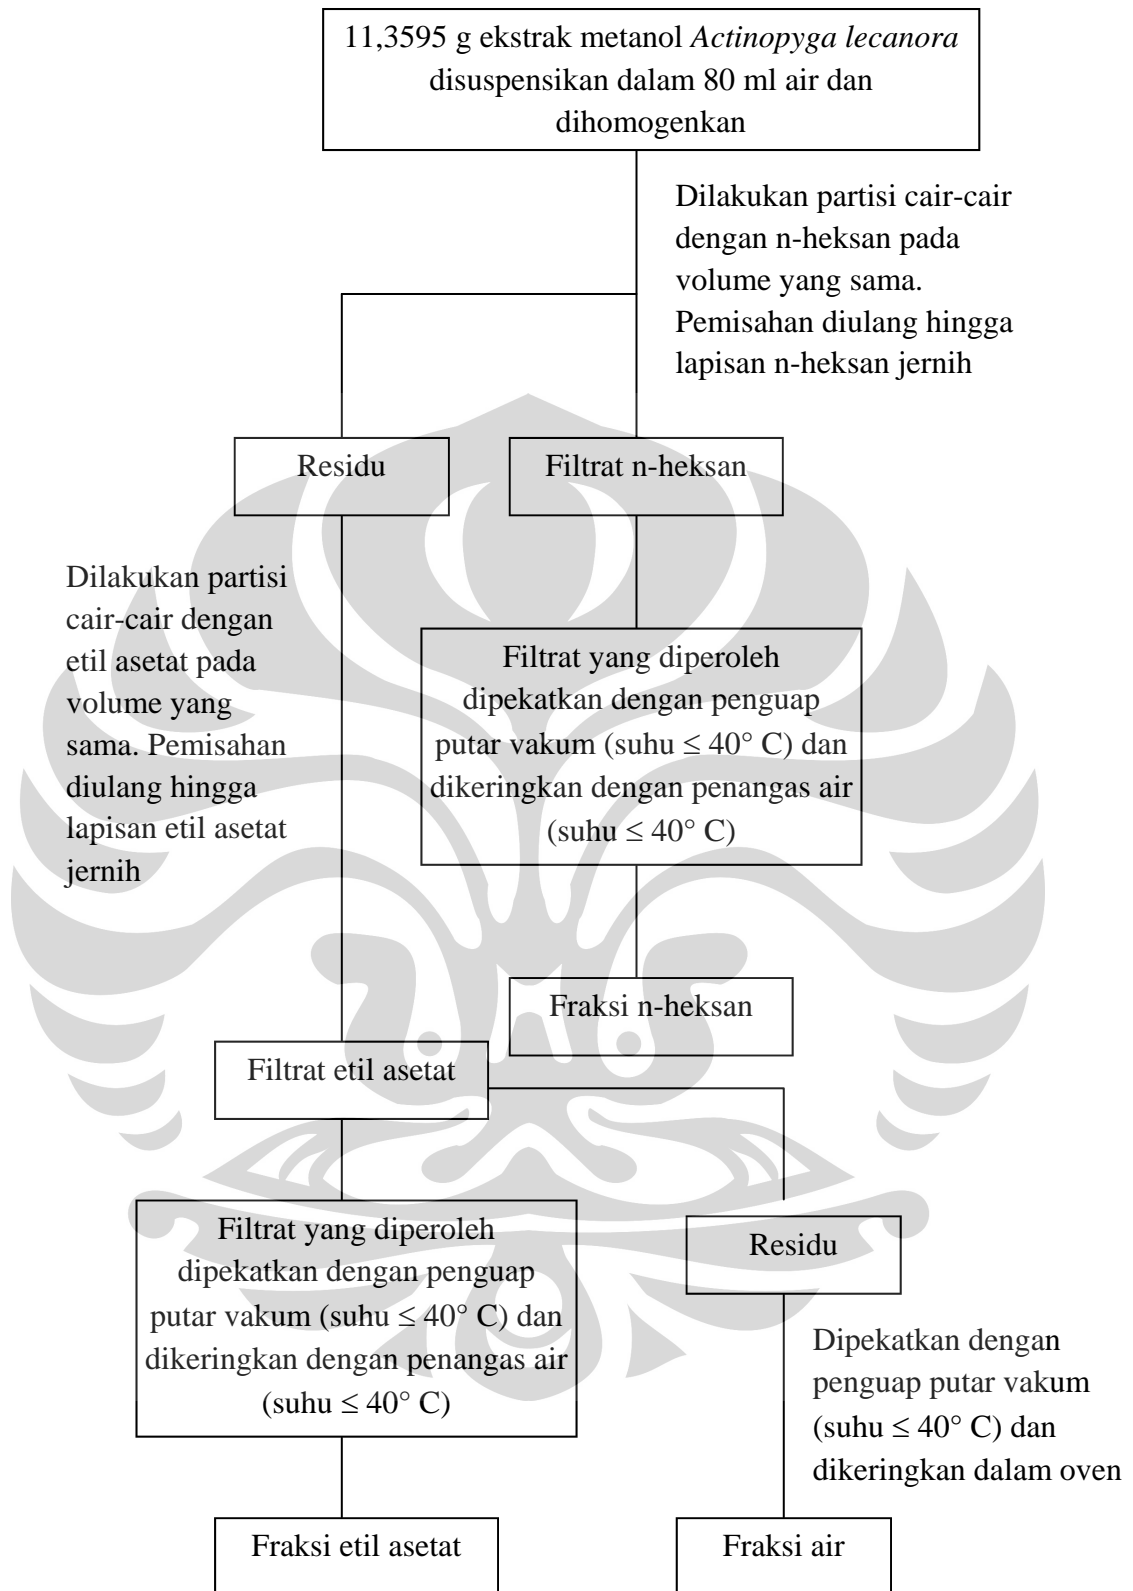 11,3595 g ekstrak metanol Actinopyga lecanora
disuspensikan dalam 80 ml air dan
dihomogenkan
Dilakukan partisi cair-cair
dengan n-heksan pada
volume yang sama.
Pemisahan diulang hingga
lapisan n-heksan jernih
Residu
Filtrat n-heksan
Dilakukan partisi
cair-cair dengan
etil asetat pada
volume yang
sama. Pemisahan
diulang hingga
lapisan etil asetat
jernih
Filtrat yang diperoleh
dipekatkan dengan penguap
putar vakum (suhu ≤ 40° C) dan
dikeringkan dengan penangas air
(suhu ≤ 40° C)
Fraksi n-heksan
Filtrat etil asetat
Filtrat yang diperoleh
dipekatkan dengan penguap
putar vakum (suhu ≤ 40° C) dan
dikeringkan dengan penangas air
(suhu ≤ 40° C)
Residu
Dipekatkan dengan
penguap putar vakum
(suhu ≤ 40° C) dan
dikeringkan dalam oven
Fraksi etil asetat
Fraksi air